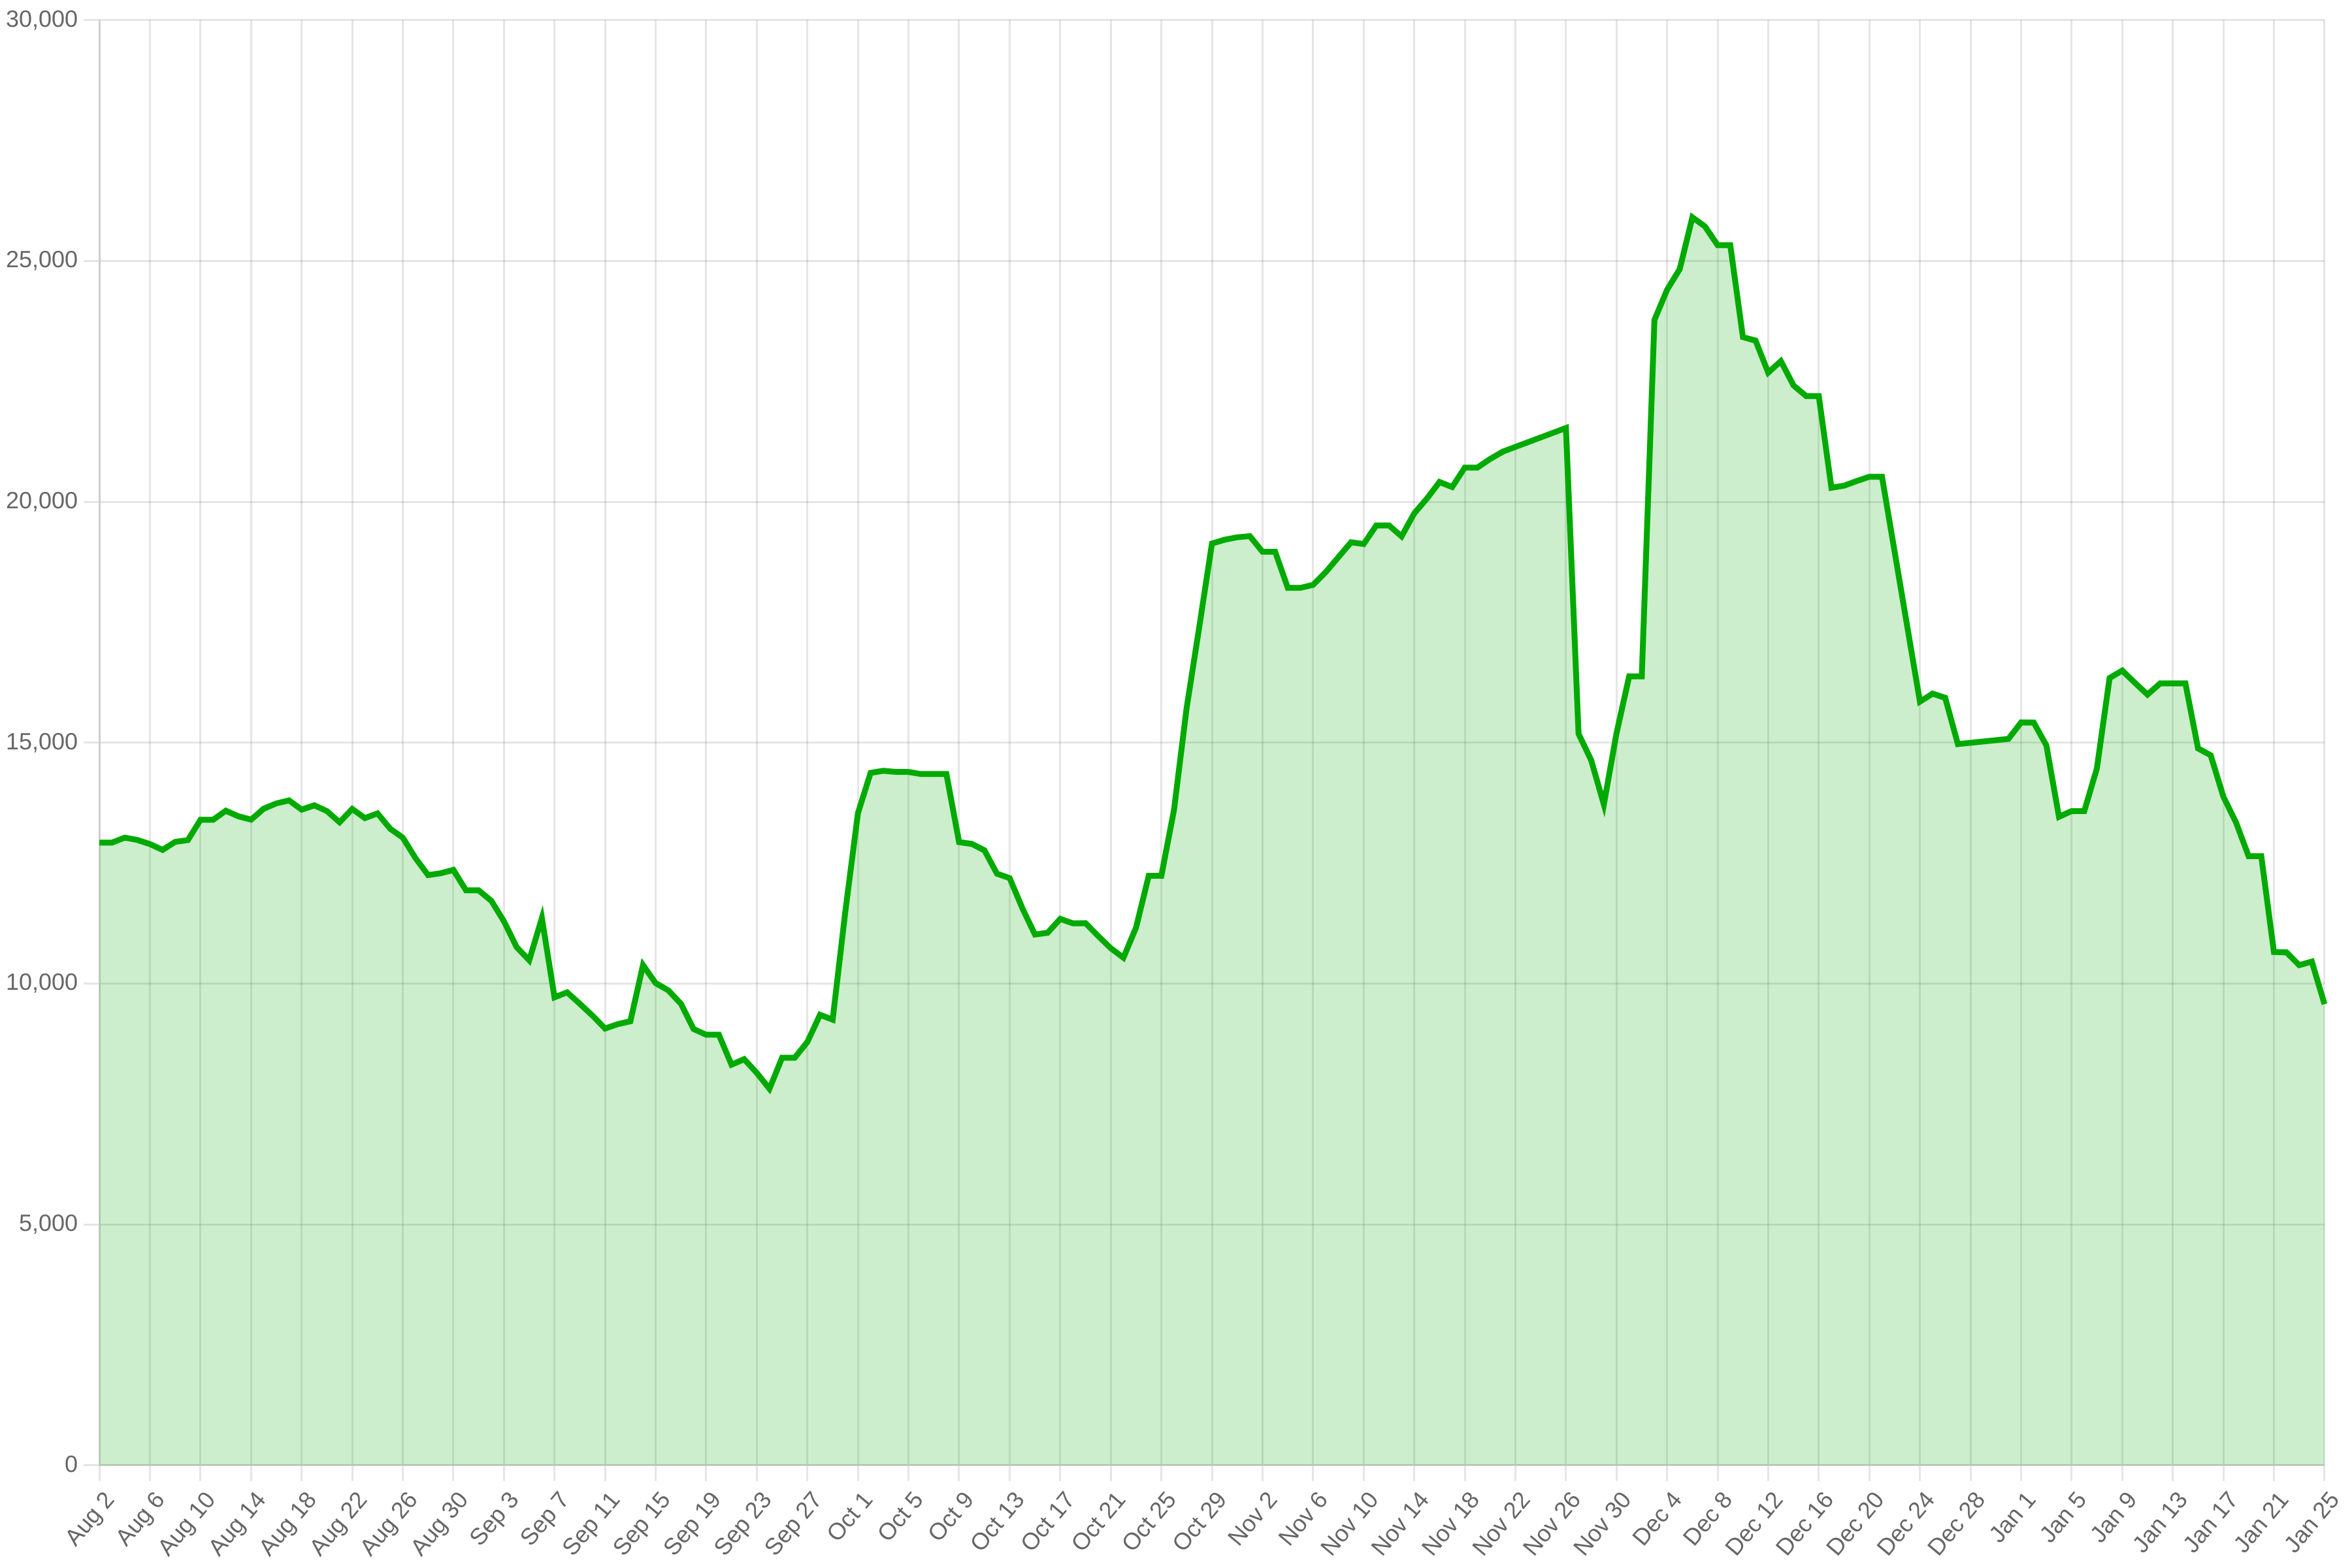 30,000
25,000
20,000
15,000
10,000
5,000
0
Aug 2
Aug 6
Aug 10
Aug 14
Aug 18
Aug 22
Aug 26
Aug 30
Sep 3
Sep 7
Sep 11
Sep 15
Sep 19
Sep 23
Sep 27
Oct 1
Oct 5
Oct 9
Oct 13
Oct 17
Oct 21
Oct 25
Oct 29
Nov 2
Nov 6
Nov 10
Nov 14
Nov 18
Nov 22
Nov 26
Nov 30
Dec 4
Dec 8
Dec 12
Dec 16
Dec 20
Dec 24
Dec 28
Jan 1
Jan 5
Jan 9
Jan 13
Jan 17
Jan 21
Jan 25